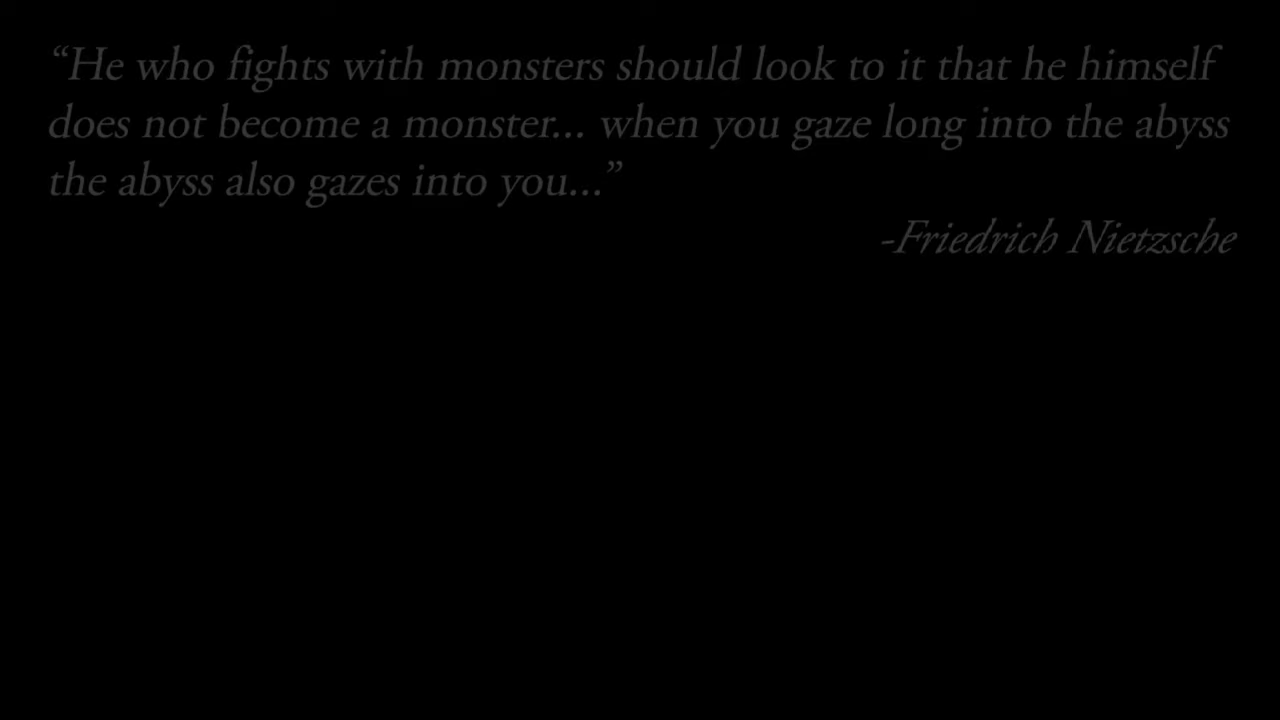 “He who fights with monsters should look to it that he himself
does not become a monster... when you gaze long into the abyss
the abyss also gazes into you...”
-Friedrich Nietzsche